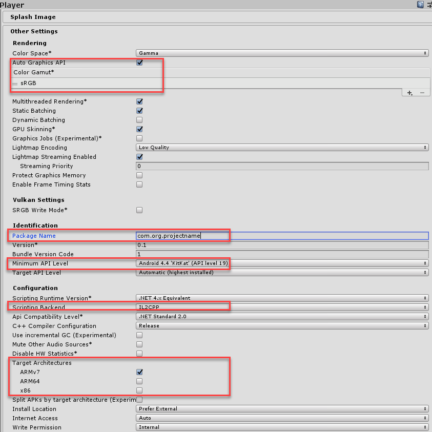 Player
Splash Image
Other Settings
Rendering
Color Space* Gamma
Auto Graphics API
Color Gamut*
sRGB
+. −
Multithreaded Rendering*
Static Batching
Dynamic Batching
GPU Skinning*
Graphics Jobs (Experimental)*
Lightmap Encoding Low Quality
Lightmap Streaming Enabled
Streaming Priority 0
Protect Graphics Memory
Enable Frame Timing Stats
Vulkan Settings
SRGB Write Mode*
Identification
Package Name com.org.projectname
Version* 0.1
Bundle Version Code 1
Minimum API Level Android 4.4 'KitKat' (API level 19)
Target API Level Automatic (highest installed)
Configuration
Scripting Runtime Version* .NET 4.x Equivalent
Scripting Backend IL2CPP
Api Compatibility Level* .NET Standard 2.0
C++ Compiler Configuration Release
Use incremental GC (Experimental)
Mute Other Audio Sources*
Disable HW Statistics*
Target Architectures
ARMv7
ARM64
x86
Split APKs by target architecture (Experim
Install Location Prefer External
Internet Access Auto
Write Permission Internal